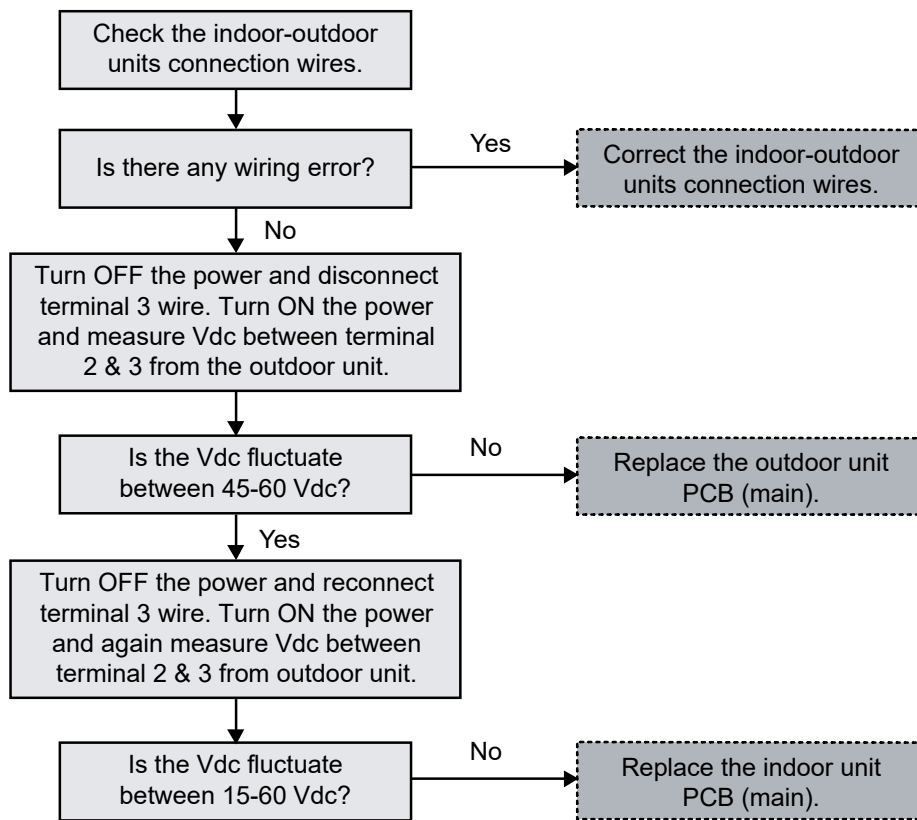 Check the indoor-outdoor
units connection wires.
Is there any wiring error?
Yes
Correct the indoor-outdoor
units connection wires.
No
Turn OFF the power and disconnect
terminal 3 wire. Turn ON the power
and measure Vdc between terminal
2 & 3 from the outdoor unit.
Is the Vdc fluctuate
between 45-60 Vdc?
No
Replace the outdoor unit
PCB (main).
Yes
Turn OFF the power and reconnect
terminal 3 wire. Turn ON the power
and again measure Vdc between
terminal 2 & 3 from outdoor unit.
Is the Vdc fluctuate
between 15-60 Vdc?
No
Replace the indoor unit
PCB (main).